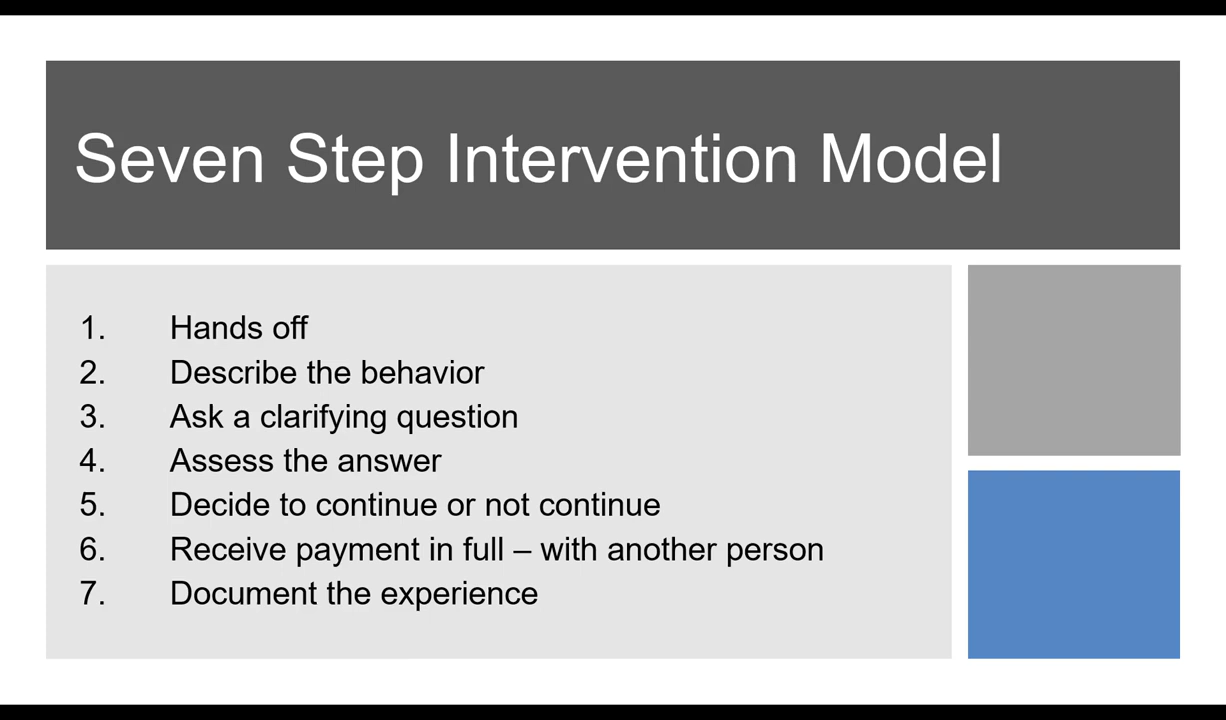 Seven Step Intervention Model
1. Hands off
2. Describe the behavior
3. Ask a clarifying question
4. Assess the answer
5. Decide to continue or not continue
6. Receive payment in full – with another person
7. Document the experience